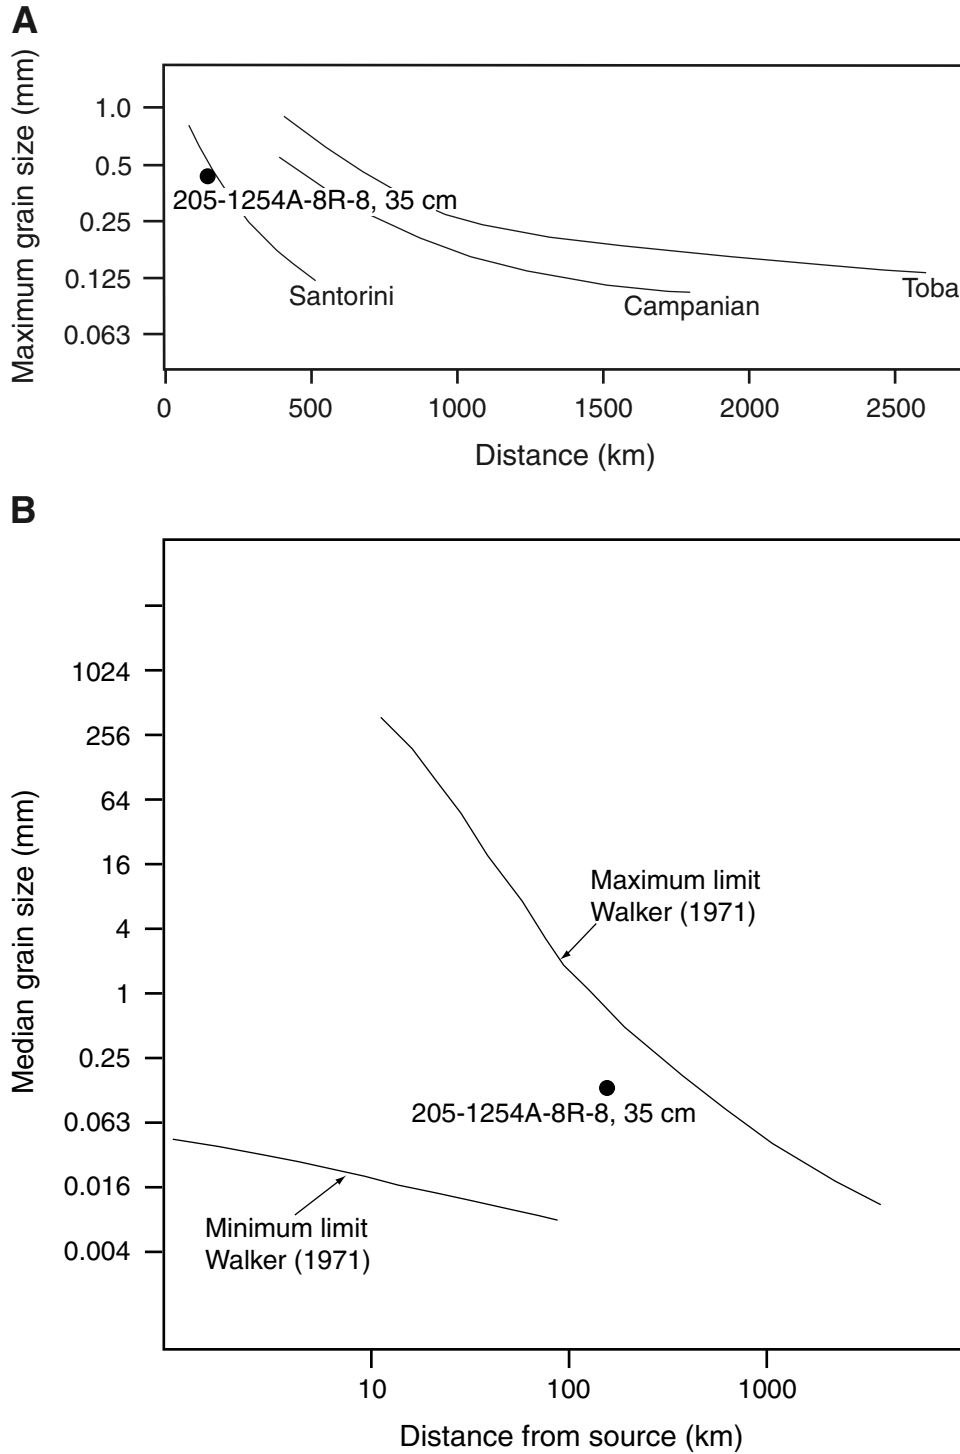 A
Maximum grain size (mm)
1.0
0.5
0.25
0.125
0.063
205-1254A-8R-8, 35 cm
Santorini
Campanian
Toba
0 500 1000 1500 2000 2500
Distance (km)
B
Median grain size (mm)
1024
256
64
16
4
1
0.25
0.063
0.016
0.004
Maximum limit
Walker (1971)
205-1254A-8R-8, 35 cm
Minimum limit
Walker (1971)
10 100 1000
Distance from source (km)